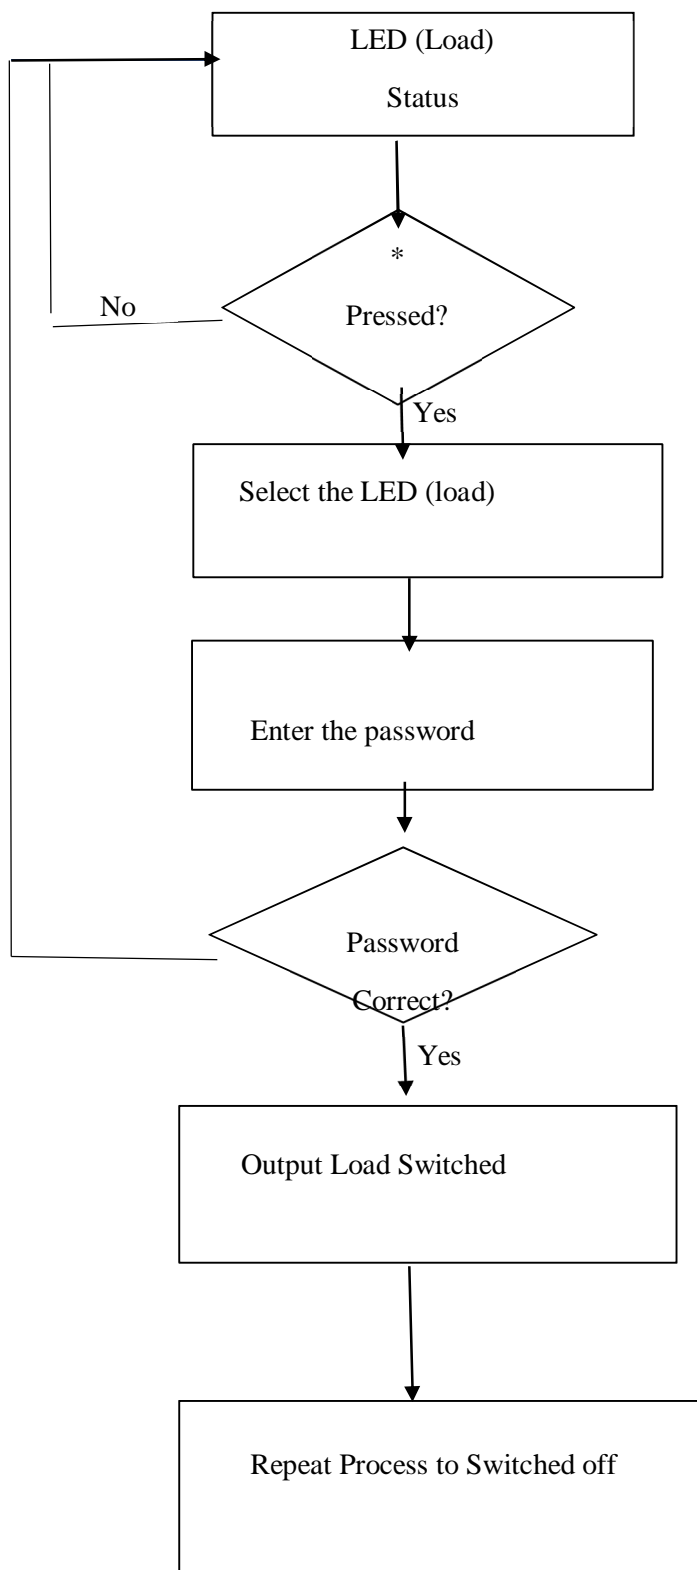 LED (Load)
Status
*
Pressed?
No
Yes
Select the LED (load)
Enter the password
Password
Correct?
Yes
Output Load Switched
Repeat Process to Switched off